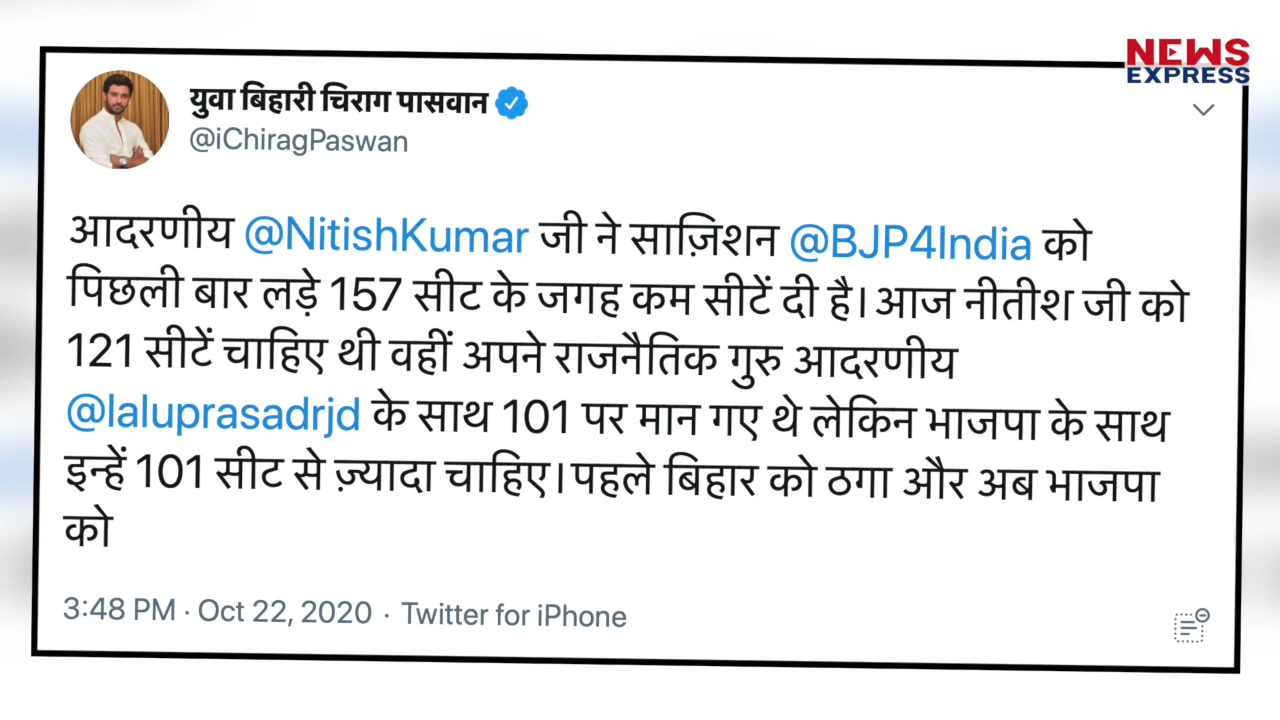 NEWS
EXPRESS
युवा बिहारी चिराग पासवान
@iChiragPaswan
आदरणीय @NitishKumar जी ने साज़िशन @BJP4India को
पिछली बार लड़े 157 सीट के जगह कम सीटें दी है। आज नीतीश जी को
121 सीटें चाहिए थी वहीं अपने राजनैतिक गुरु आदरणीय
@laluprasadrjd के साथ 101 पर मान गए थे लेकिन भाजपा के साथ
इन्हें 101 सीट से ज़्यादा चाहिए। पहले बिहार को ठगा और अब भाजपा
को
3:48 PM · Oct 22, 2020 · Twitter for iPhone